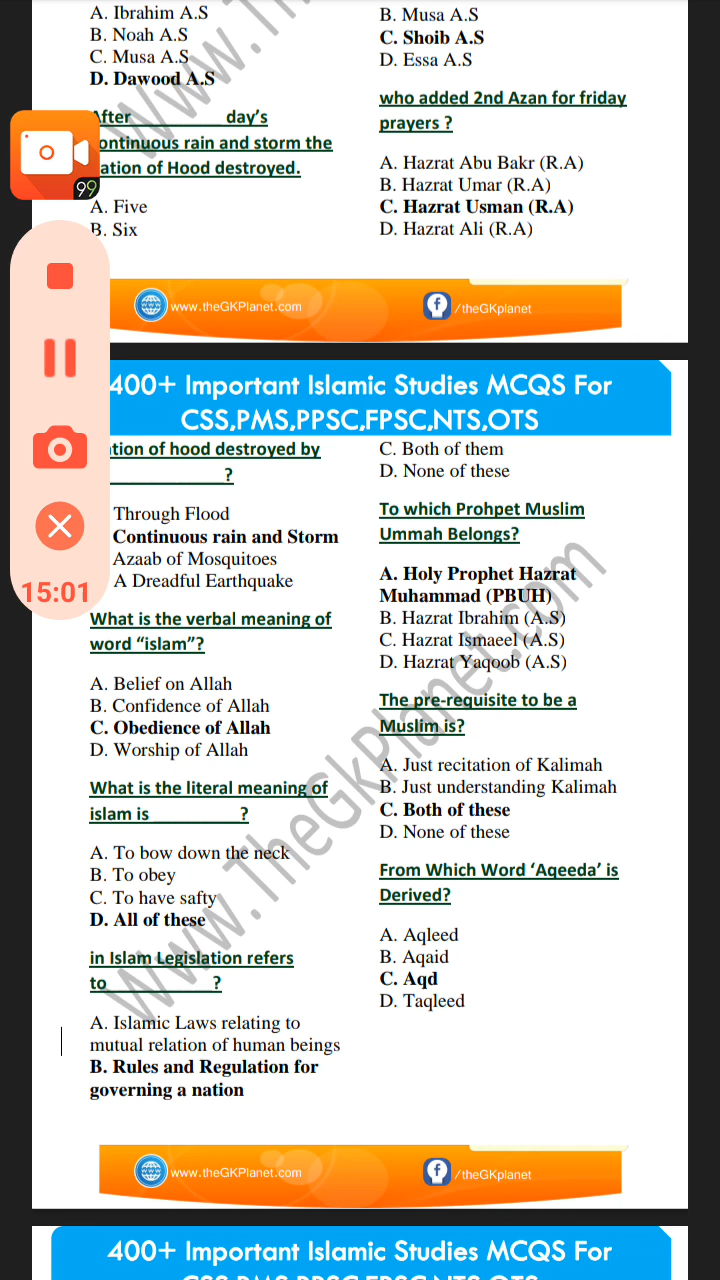 A. Ibrahim A.S
B. Noah A.S
C. Musa A.S
D. Dawood A.S
After __________ day's
ontinuous rain and storm the
ation of Hood destroyed.
A. Five
B. Six
B. Musa A.S
C. Shoib A.S
D. Essa A.S
who added 2nd Azan for friday
prayers ?
A. Hazrat Abu Bakr (R.A)
B. Hazrat Umar (R.A)
C. Hazrat Usman (R.A)
D. Hazrat Ali (R.A)
www.theGKPlanet.com
/theGKplanet
99
15:01
400+ Important Islamic Studies MCQS For
CSS,PMS,PPSC,FPSC,NTS,OTS
tion of hood destroyed by
______________?
Through Flood
Continuous rain and Storm
Azaab of Mosquitoes
A Dreadful Earthquake
What is the verbal meaning of
word “islam”?
A. Belief on Allah
B. Confidence of Allah
C. Obedience of Allah
D. Worship of Allah
What is the literal meaning of
islam is __________?
A. To bow down the neck
B. To obey
C. To have safty
D. All of these
in Islam Legislation refers
to____________?
A. Islamic Laws relating to
mutual relation of human beings
B. Rules and Regulation for
governing a nation
C. Both of them
D. None of these
To which Prohpet Muslim
Ummah Belongs?
A. Holy Prophet Hazrat
Muhammad (PBUH)
B. Hazrat Ibrahim (A.S)
C. Hazrat Ismaeel (A.S)
D. Hazrat Yaqoob (A.S)
The pre-requisite to be a
Muslim is?
A. Just recitation of Kalimah
B. Just understanding Kalimah
C. Both of these
D. None of these
From Which Word ‘Aqeeda’ is
Derived?
A. Aqleed
B. Aqaid
C. Aqd
D. Taqleed
Www.TheGkPlanet.com
www.theGKPlanet.com
/theGKplanet
400+ Important Islamic Studies MCQS For